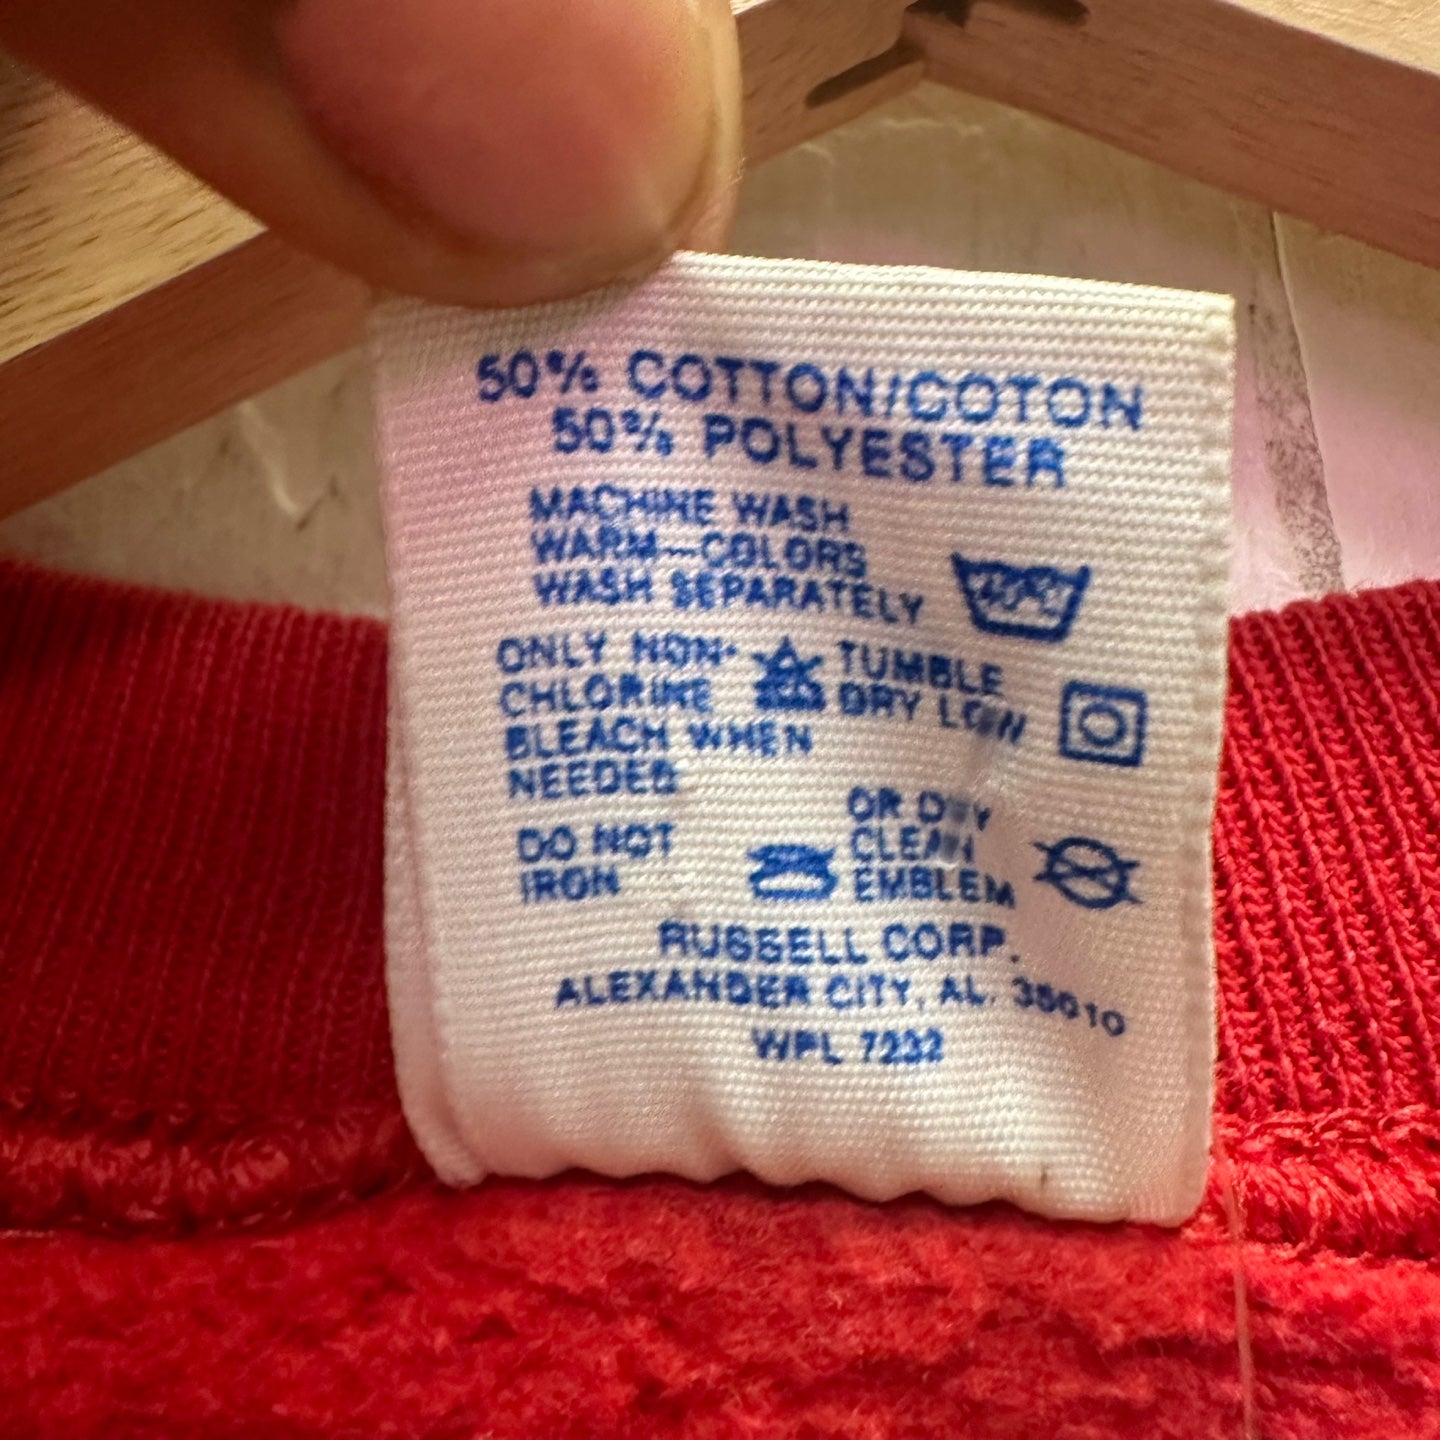 50% COTTON/COTON
50% POLYESTER
MACHINE WASH
WARM—COLORS
WASH SEPARATELY
40°C
ONLY NON-
CHLORINE
BLEACH WHEN
NEEDED
TUMBLE
DRY LOW
DO NOT
IRON
OR DRY
CLEAN
EMBLEM
RUSSELL CORP.
ALEXANDER CITY, AL. 35010
WPL 7232